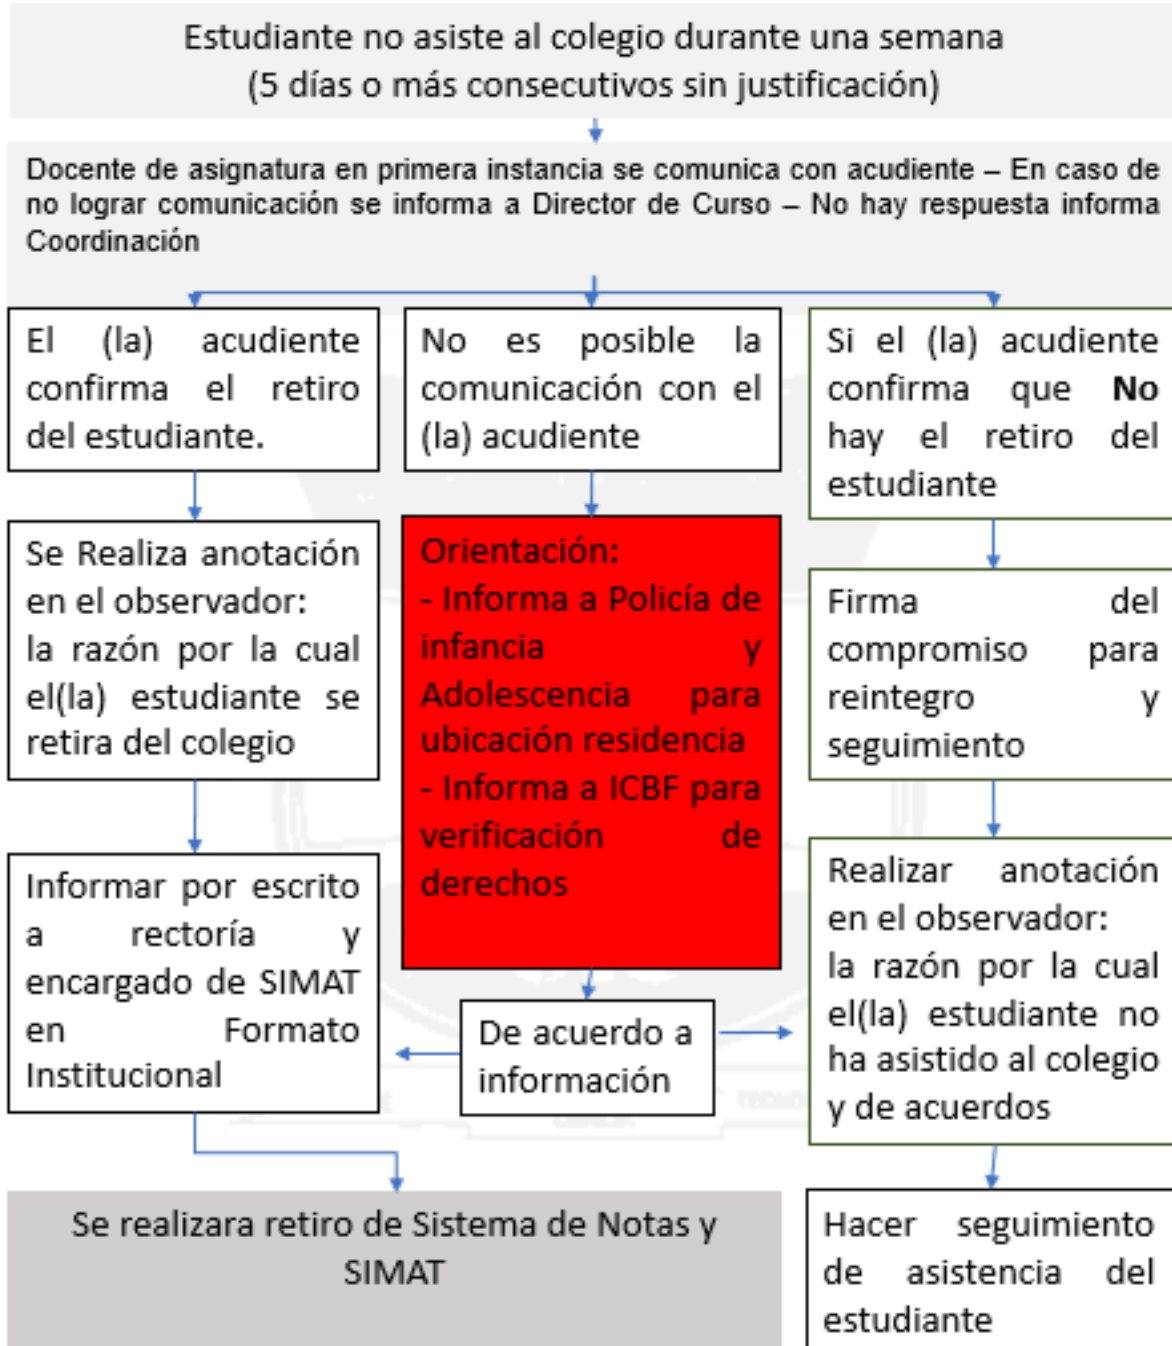 Estudiante no asiste al colegio durante una semana
(5 días o más consecutivos sin justificación)
Docente de asignatura en primera instancia se comunica con acudiente – En caso de
no lograr comunicación se informa a Director de Curso – No hay respuesta informa
Coordinación
El (la) acudiente
confirma el retiro
del estudiante.
No es posible la
comunicación con el
(la) acudiente
Si el (la) acudiente
confirma que No
hay el retiro del
estudiante
Se Realiza anotación
en el observador:
la razón por la cual
el(la) estudiante se
retira del colegio
Orientación:
- Informa a Policía de
infancia y
Adolescencia para
ubicación residencia
- Informa a ICBF para
verificación de
derechos
Firma del
compromiso para
reintegro y
seguimiento
Informar por escrito
a rectoría y
encargado de SIMAT
en Formato
Institucional
De acuerdo a
información
Realizar anotación
en el observador:
la razón por la cual
el(la) estudiante no
ha asistido al colegio
y de acuerdos
Se realizara retiro de Sistema de Notas y
SIMAT
Hacer seguimiento
de asistencia del
estudiante